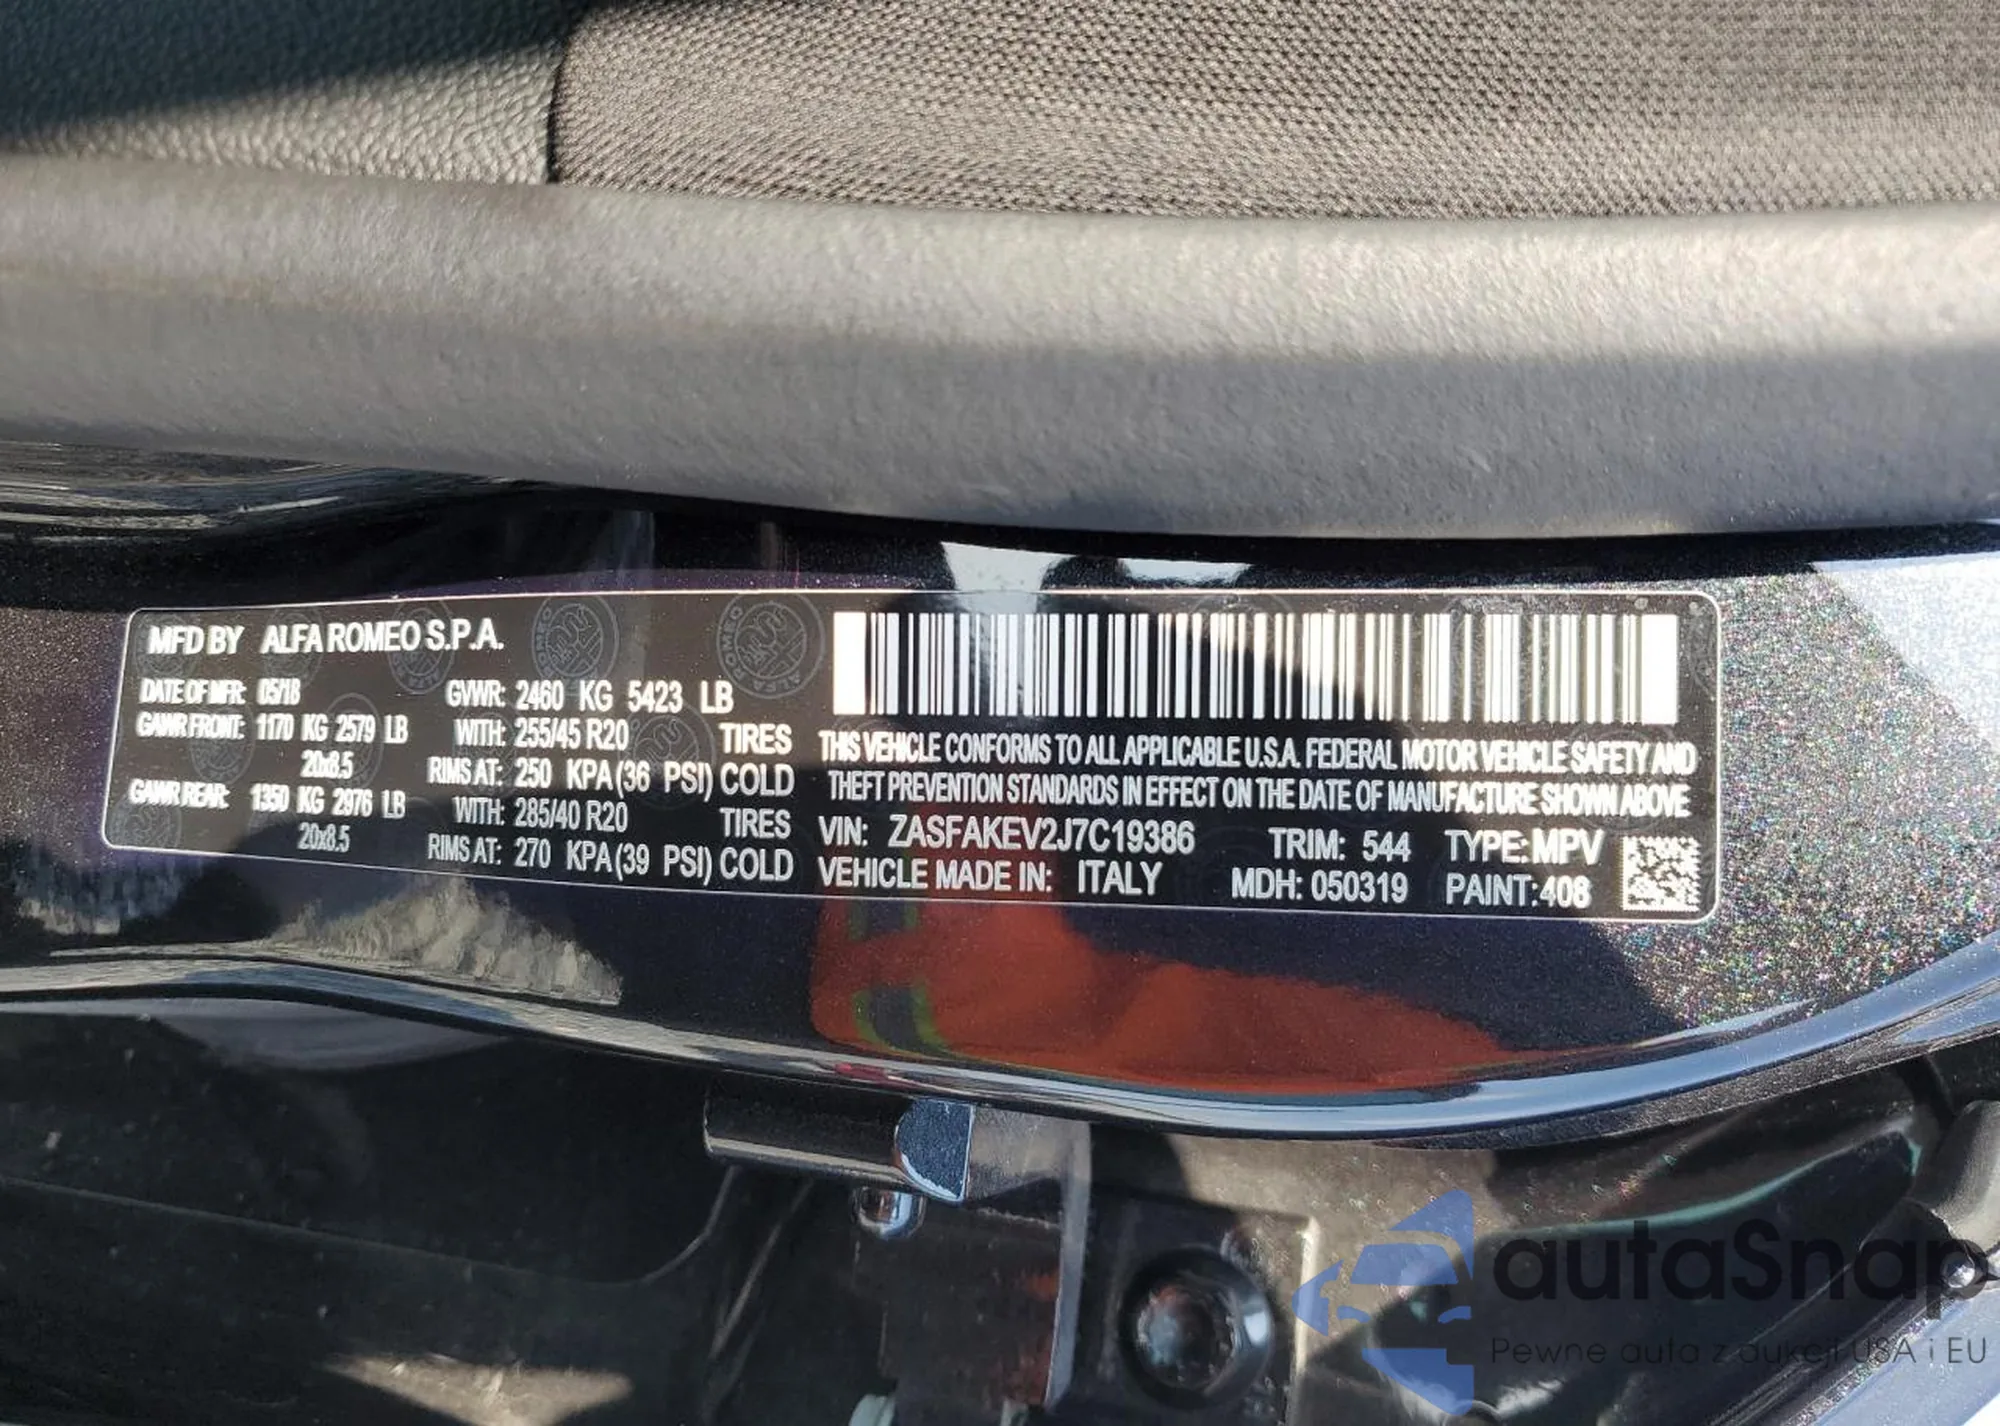 MFD BY ALFA ROMEO S.P.A.
DATE OF MFR: 05/18 GVWR: 2460 KG 5423 LB
GAWR FRONT: 1170 KG 2579 LB WITH: 255/45 R20 TIRES
20x8.5 RIMS AT: 250 KPA(36 PSI) COLD
GAWR REAR: 1350 KG 2976 LB WITH: 285/40 R20 TIRES
20x8.5 RIMS AT: 270 KPA(39 PSI) COLD
THIS VEHICLE CONFORMS TO ALL APPLICABLE U.S.A. FEDERAL MOTOR VEHICLE SAFETY AND
THEFT PREVENTION STANDARDS IN EFFECT ON THE DATE OF MANUFACTURE SHOWN ABOVE
VIN: ZASFAKEV2J7C19386 TRIM: 544 TYPE: MPV
VEHICLE MADE IN: ITALY MDH: 050319 PAINT: 408
autaSnap
Pewne auta z aukcji USA i EU